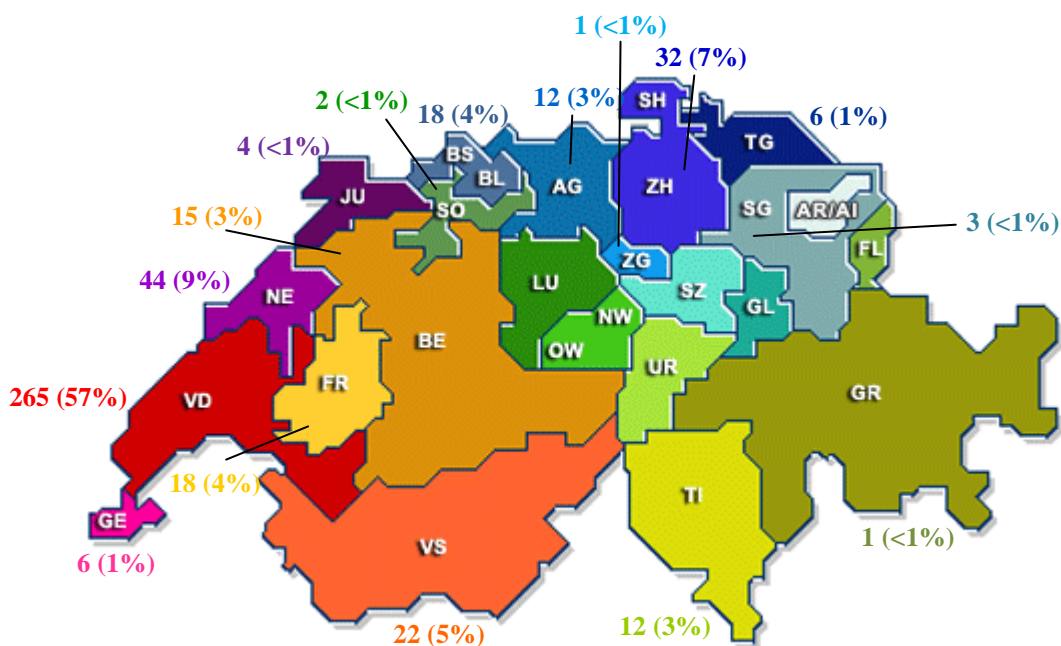 1 (<1%)
32 (7%)
2 (<1%)
18 (4%)
12 (3%)
SH
6 (1%)
4 (<1%)
BS
TG
BL
AG
ZH
JU
SG
AR/AI
SO
15 (3%)
3 (<1%)
FL
ZG
44 (9%)
NE
LU
SZ
GL
NW
BE
OW
UR
FR
265 (57%)
VD
GR
18 (4%)
TI
GE
VS
1 (<1%)
6 (1%)
22 (5%)
12 (3%)